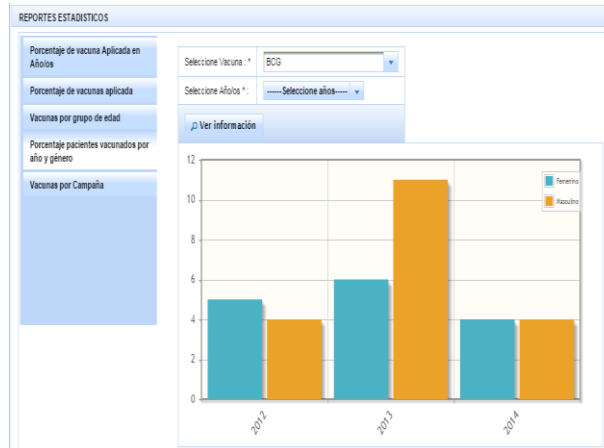 REPORTES ESTADISTICOS
Porcentaje de vacuna Aplicada en
Año/os
Porcentaje de vacunas aplicada
Vacunas por grupo de edad
Porcentaje pacientes vacunados por
año y género
Vacunas por Campaña
Seleccione Vacuna : *
BCG
Seleccione Año/os * :
------Seleccione años-----
Ver información
12
10
8
6
4
2
0
Femenino
Masculino
2012
2013
2014